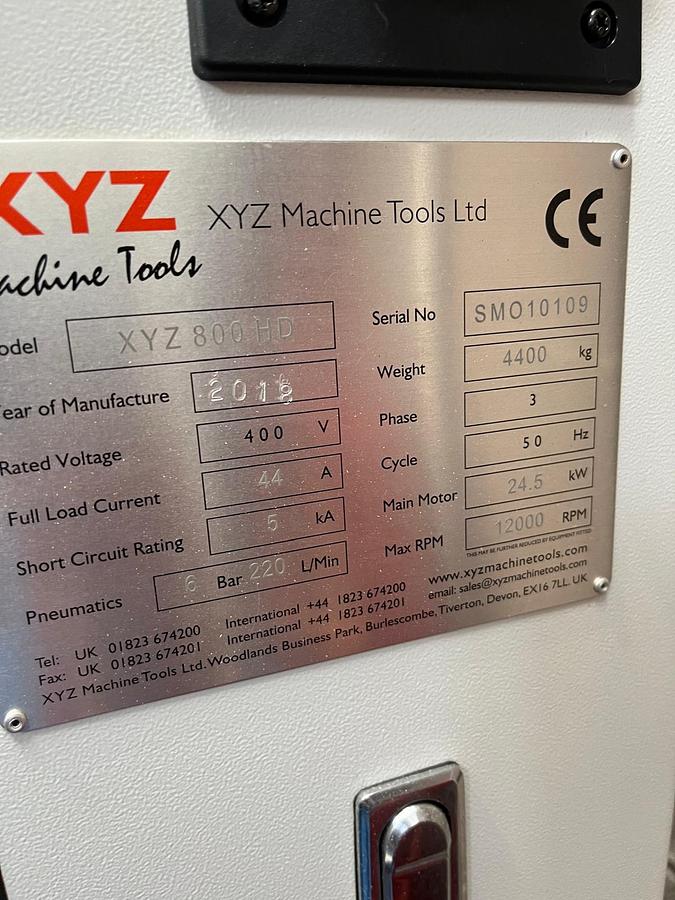 XYZ
XYZ Machine Tools Ltd
CE
achine Tools
odel XYZ 800 HD
Serial No SMO10109
ear of Manufacture
Weight 4400 kg
Rated Voltage 400 V
Phase 3
Full Load Current 44 A
Cycle 50 Hz
Short Circuit Rating 5 kA
Main Motor 24.5 kW
Pneumatics 6 Bar 220 L/Min
Max RPM 12000 RPM
THIS MAY BE FURTHER REDUCED BY EQUIPMENT FITTED
Tel: UK 01823 674200 International +44 1823 674200 www.xyzmachinetools.com
Fax: UK 01823 674201 International +44 1823 674201 email: sales@xyzmachinetools.com
XYZ Machine Tools Ltd. Woodlands Business Park, Burlescombe, Tiverton, Devon, EX16 7LL. UK